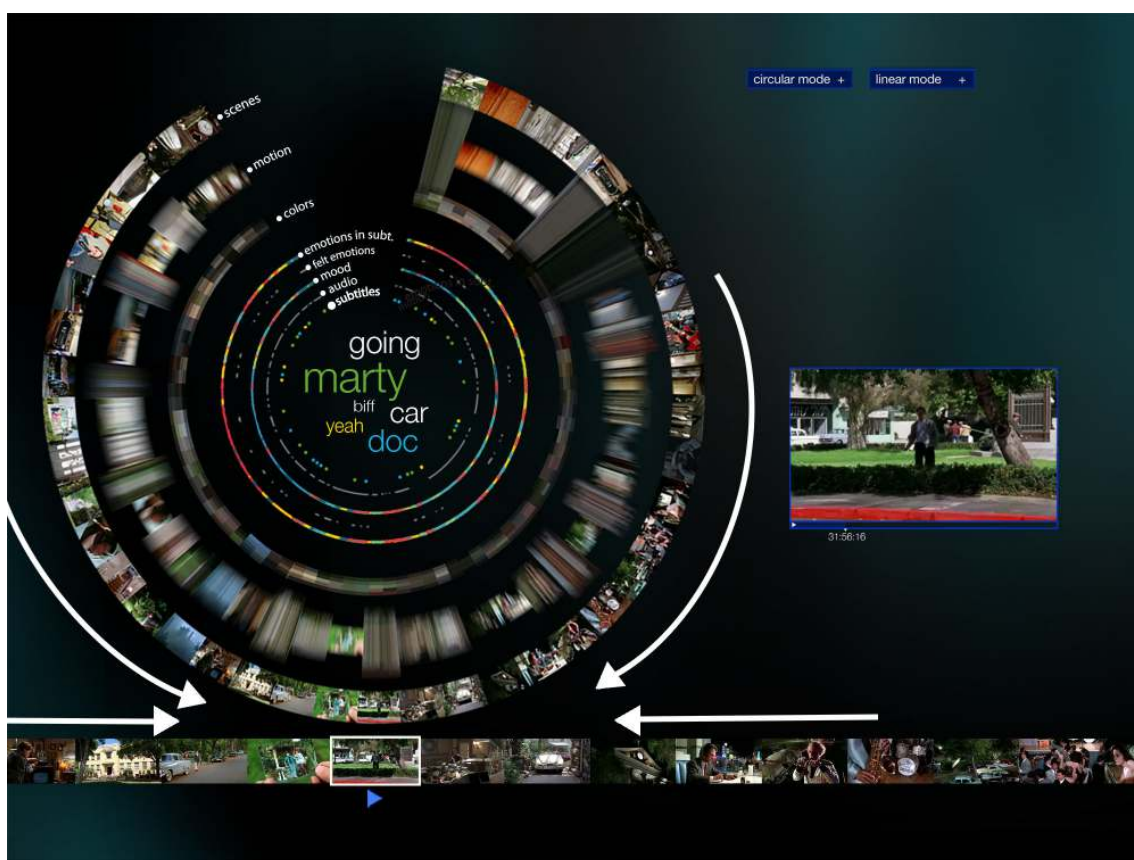 circular mode +
linear mode +
scenes
motion
colors
emotions in subt.
felt emotions
mood
audio
subtitles
going
marty
biff
car
yeah
doc
31:56:16